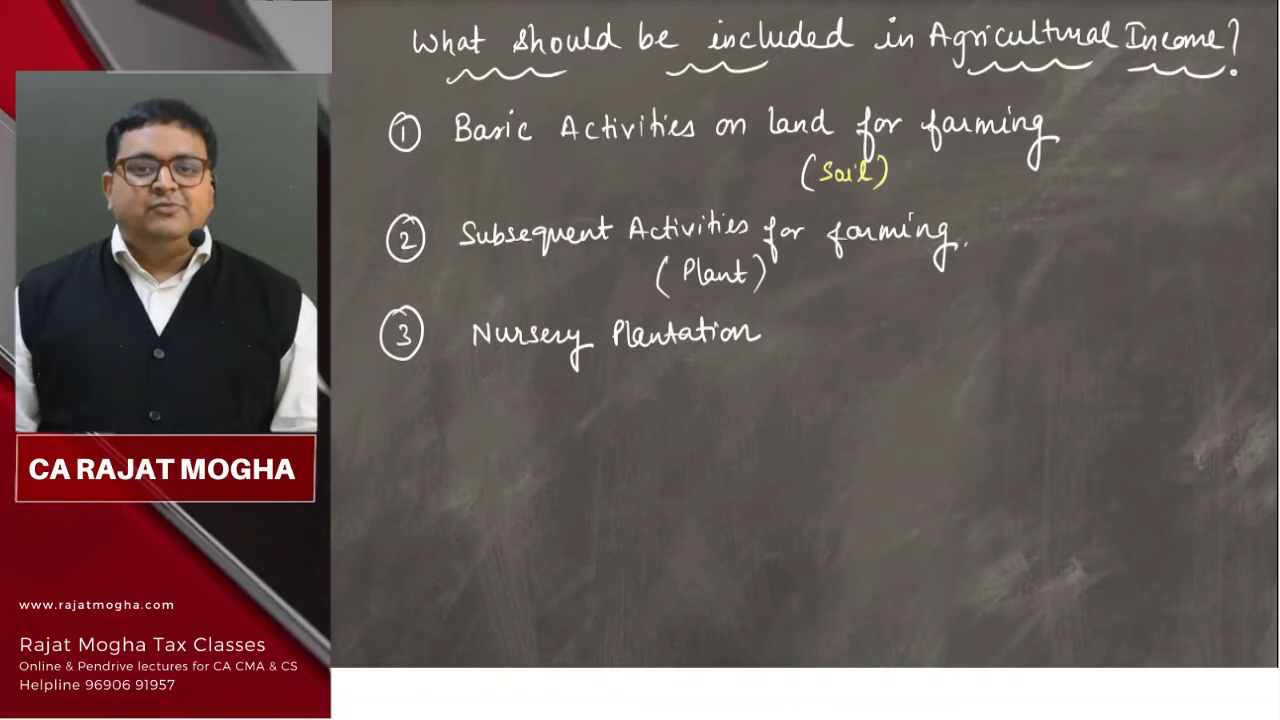 What should be included in Agricultural Income?
① Basic Activities on land for farming
(Soil)
② Subsequent Activities for farming.
(Plant)
③ Nursery Plantation
CA RAJAT MOGHA
www.rajatmogha.com
Rajat Mogha Tax Classes
Online & Pendrive lectures for CA CMA & CS
Helpline 96906 91957